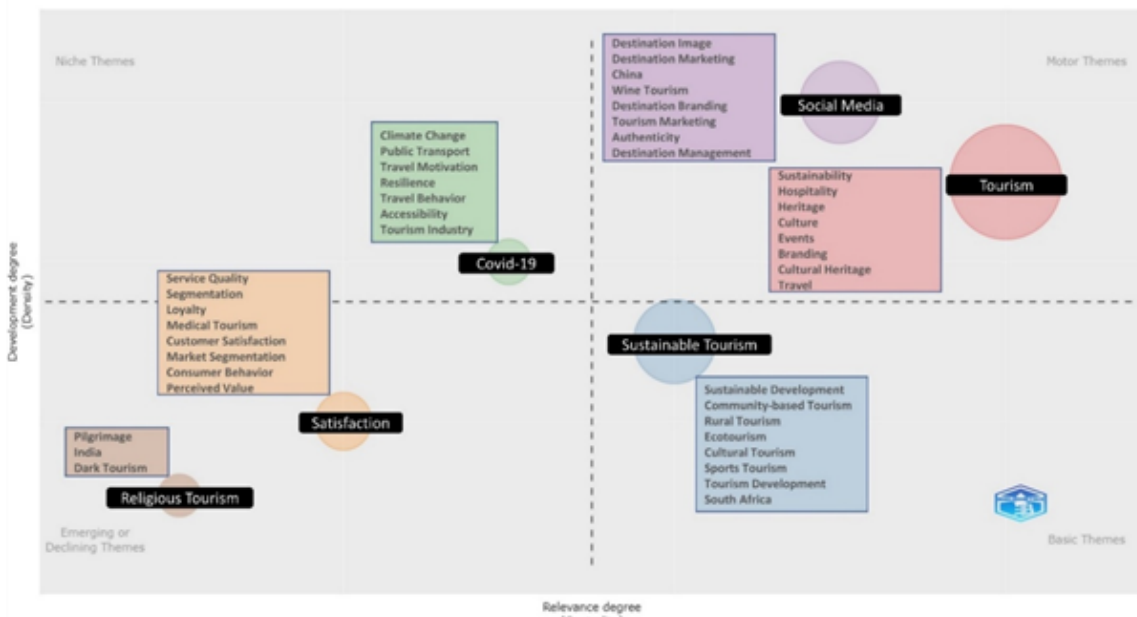 Niche Themes
Motor Themes
Destination Image
Destination Marketing
China
Wine Tourism
Destination Branding
Tourism Marketing
Authenticity
Destination Management
Social Media
Climate Change
Public Transport
Travel Motivation
Resilience
Travel Behavior
Accessibility
Tourism Industry
Covid-19
Sustainability
Hospitality
Heritage
Culture
Events
Branding
Cultural Heritage
Travel
Tourism
Service Quality
Segmentation
Loyalty
Medical Tourism
Customer Satisfaction
Market Segmentation
Consumer Behavior
Perceived Value
Satisfaction
Sustainable Tourism
Sustainable Development
Community-based Tourism
Rural Tourism
Ecotourism
Cultural Tourism
Sports Tourism
Tourism Development
South Africa
Pilgrimage
India
Dark Tourism
Religious Tourism
Emerging or
Declining Themes
Basic Themes
Development degree
(Density)
Relevance degree